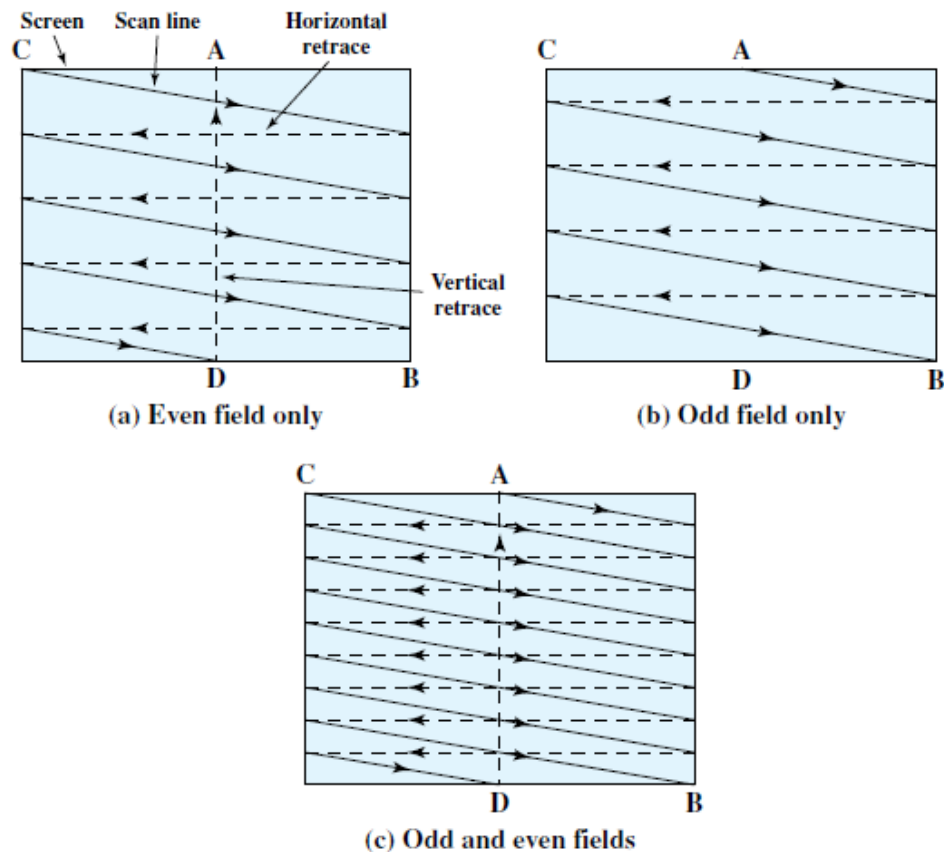 Screen
Scan line
Horizontal
retrace
C
A
C
A
Vertical
retrace
D
B
D
B
(a) Even field only
(b) Odd field only
C
A
D
B
(c) Odd and even fields